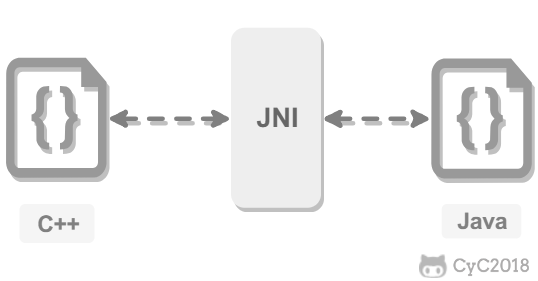 {}
JNI
{}
C++
Java
CyC2018